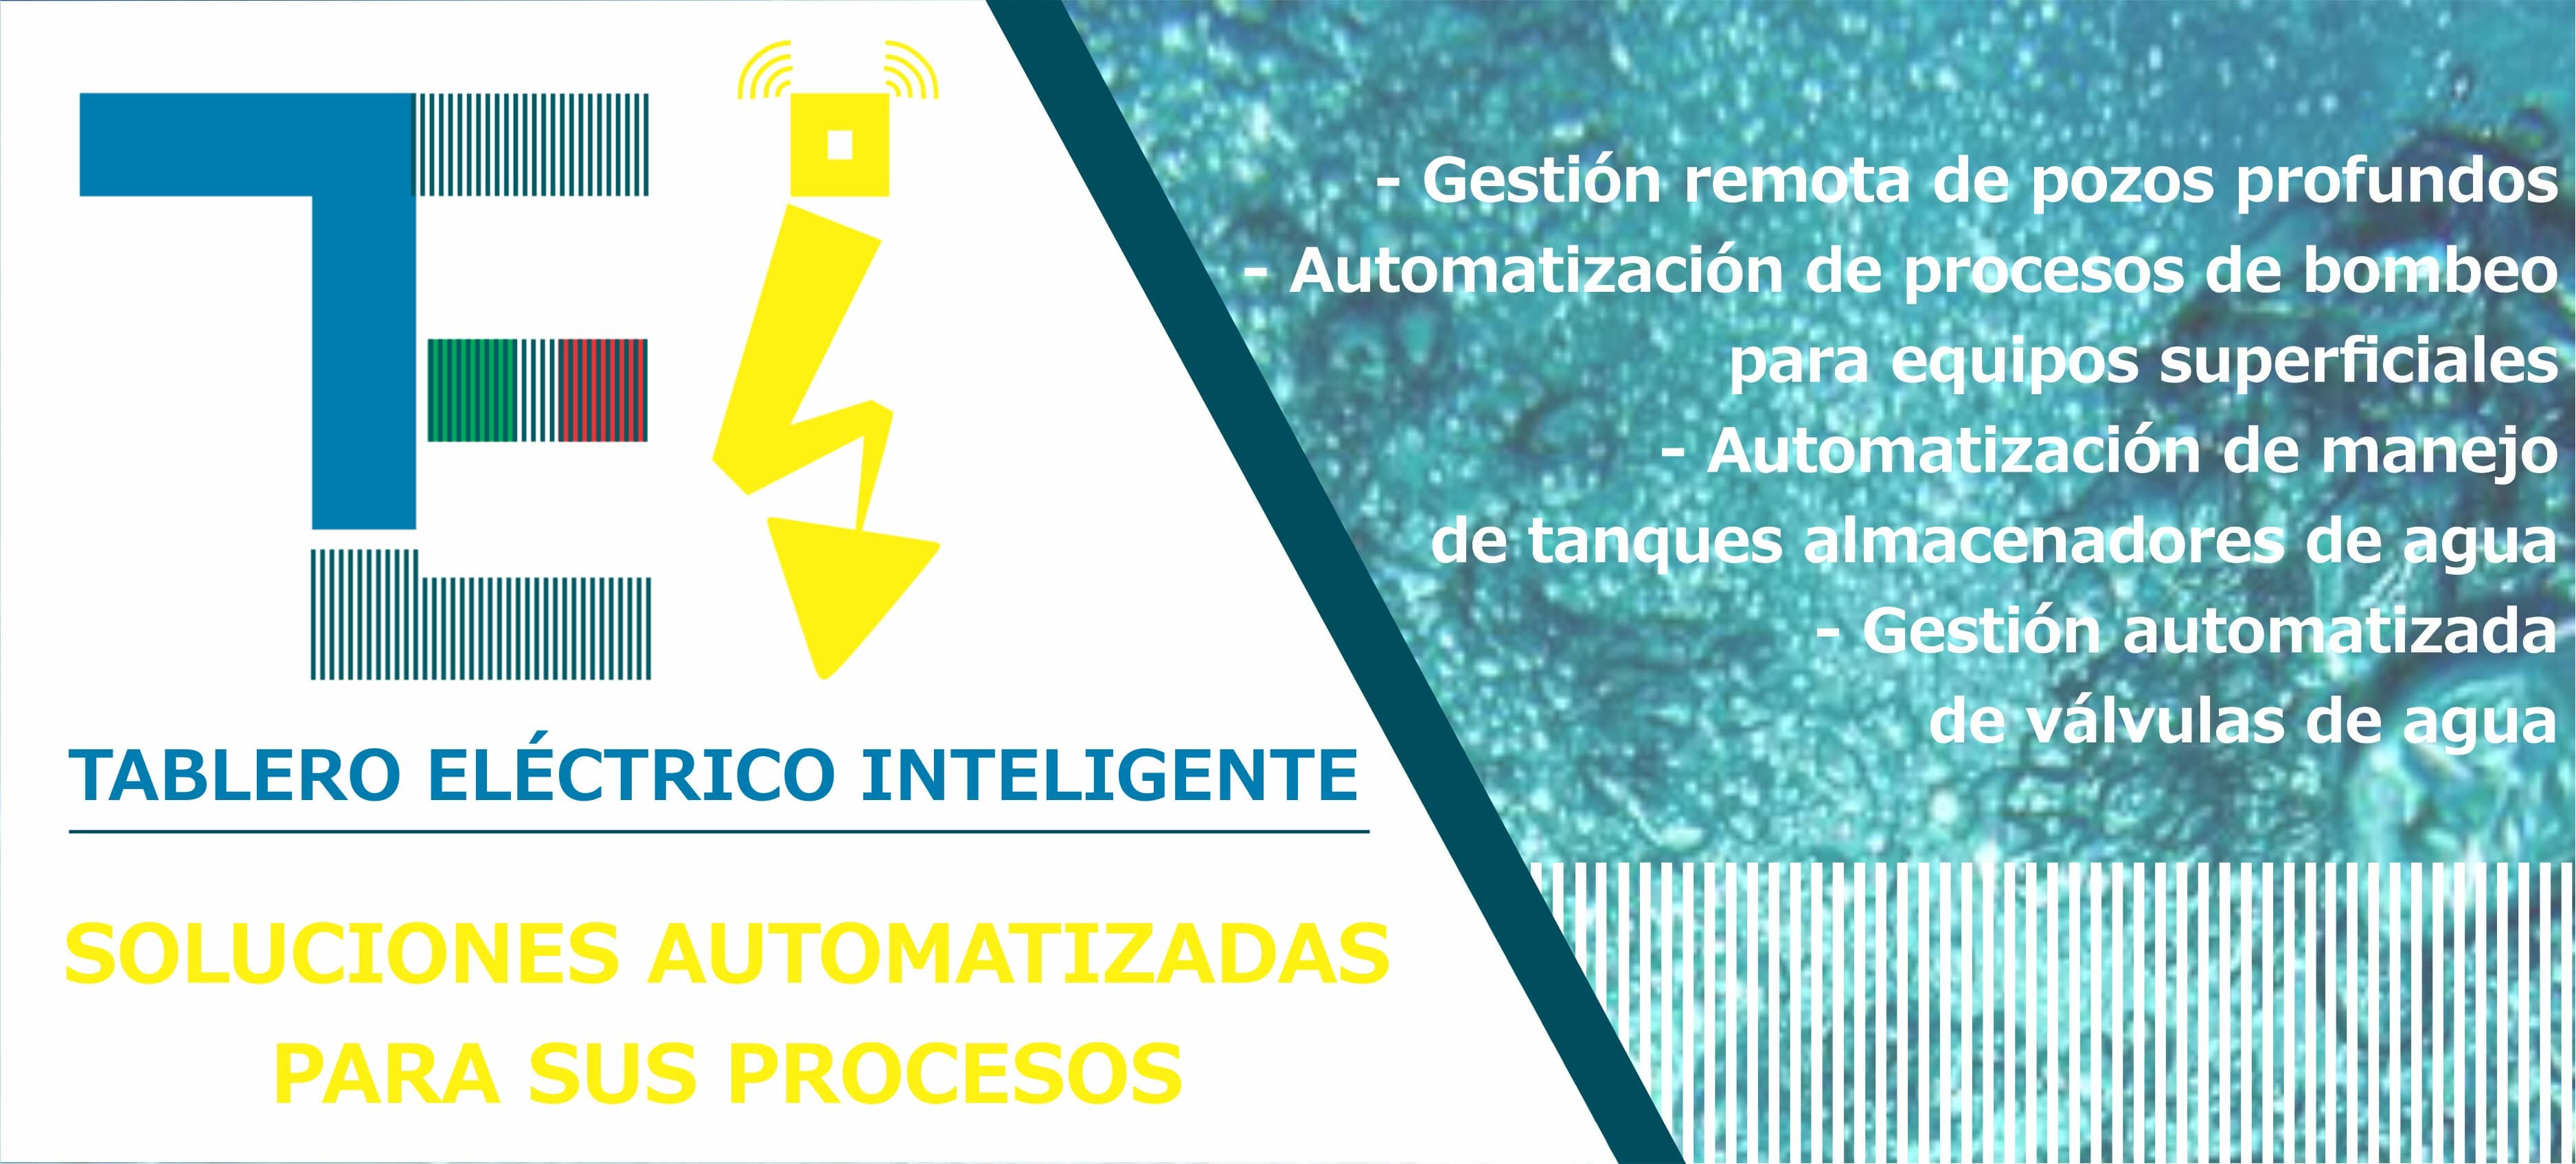 TEi
TABLERO ELÉCTRICO INTELIGENTE
SOLUCIONES AUTOMATIZADAS
PARA SUS PROCESOS
- Gestión remota de pozos profundos
- Automatización de procesos de bombeo
para equipos superficiales
- Automatización de manejo
de tanques almacenadores de agua
- Gestión automatizada
de válvulas de agua